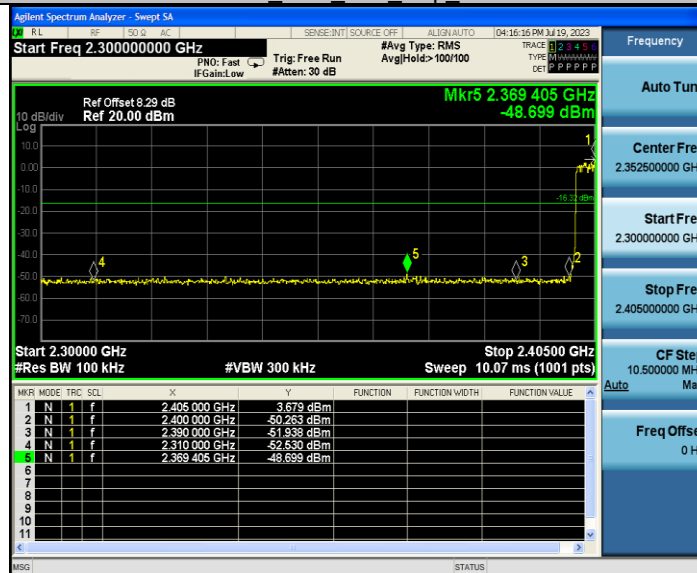 Agilent Spectrum Analyzer - Swept SA
RL RF 50 Ω AC SENSE:INT SOURCE OFF ALIGN AUTO 04:16:16 PM Jul 19, 2023
Start Freq 2.300000000 GHz
PNO: Fast
IFGain:Low
Trig: Free Run
#Atten: 30 dB
#Avg Type: RMS
Avg|Hold:> 100/100
TRACE 1 2 3 4 5 6
TYPE M
DET P P P P P P
Ref Offset 8.29 dB
Ref 20.00 dBm
10 dB/div
Log
Mkr5 2.369 405 GHz
-48.699 dBm
10.0
0.00
-10.0
-20.0
-30.0
-40.0
-50.0
-60.0
-70.0
-16.32 dBm
1
2
3
4
5
Start 2.30000 GHz Stop 2.40500 GHz
#Res BW 100 kHz #VBW 300 kHz Sweep 10.07 ms (1001 pts)
MKR MODE TRC SCL X Y FUNCTION FUNCTION WIDTH FUNCTION VALUE
1 N 1 f 2.405 000 GHz 3.679 dBm
2 N 1 f 2.400 000 GHz -50.263 dBm
3 N 1 f 2.390 000 GHz -51.938 dBm
4 N 1 f 2.310 000 GHz -52.530 dBm
5 N 1 f 2.369 405 GHz -48.699 dBm
6
7
8
9
10
11
MSG STATUS
Frequency
Auto Tun
Center Fre
2.352500000 GH
Start Fre
2.300000000 GH
Stop Fre
2.405000000 GH
CF Ste
10.500000 MH
Auto Ma
Freq Offse
0 H